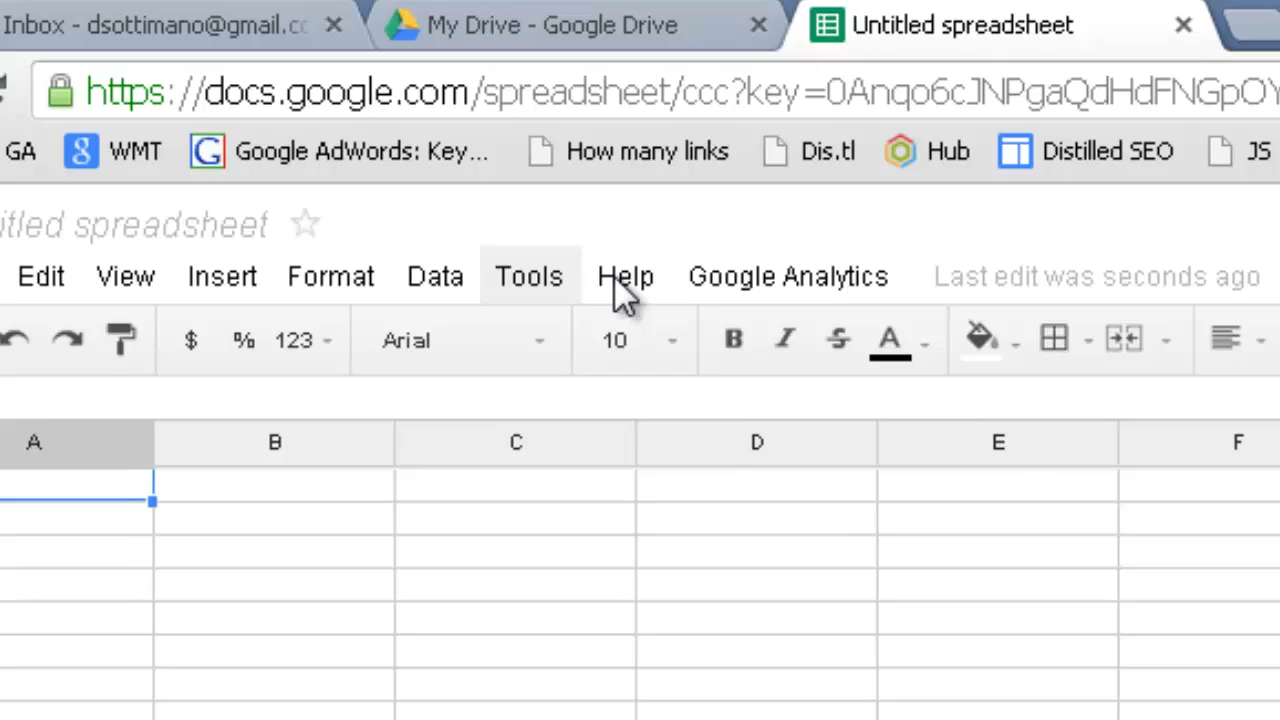 Inbox - dsottimano@gmail.cc My Drive - Google Drive Untitled spreadsheet
https://docs.google.com/spreadsheet/ccc?key=0Anqo6cJNPgaQdHdFNGpOY
GA WMT Google AdWords: Key... How many links Dis.tl Hub Distilled SEO JS
itled spreadsheet
Edit View Insert Format Data Tools Help Google Analytics Last edit was seconds ago
$ % 123 Arial 10 B I S A
A B C D E F